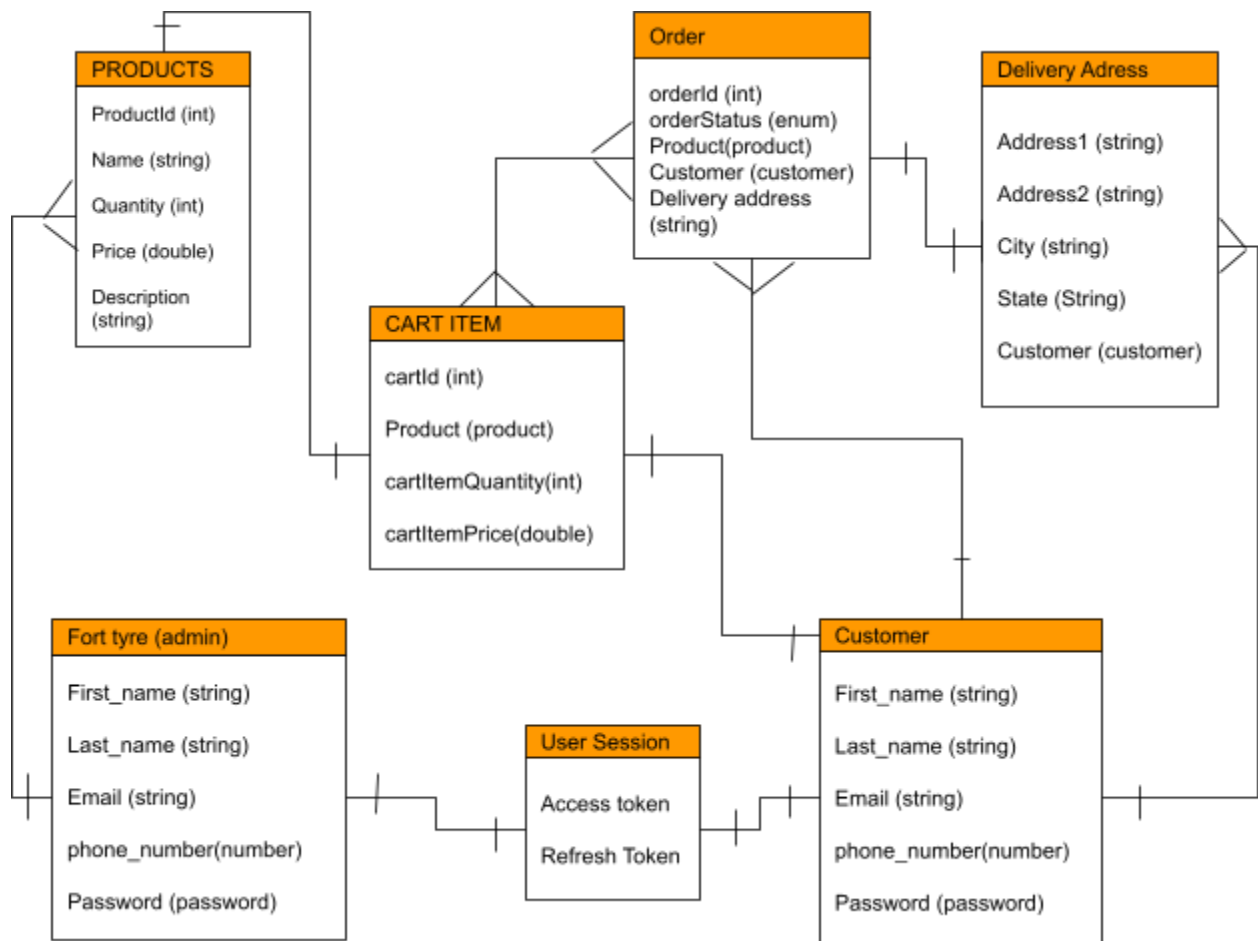 PRODUCTS
ProductId (int)
Name (string)
Quantity (int)
Price (double)
Description
(string)
Order
orderId (int)
orderStatus (enum)
Product(product)
Customer (customer)
Delivery address
(string)
Delivery Adress
Address1 (string)
Address2 (string)
City (string)
State (String)
Customer (customer)
CART ITEM
cartId (int)
Product (product)
cartItemQuantity(int)
cartItemPrice(double)
Fort tyre (admin)
First_name (string)
Last_name (string)
Email (string)
phone_number(number)
Password (password)
User Session
Access token
Refresh Token
Customer
First_name (string)
Last_name (string)
Email (string)
phone_number(number)
Password (password)